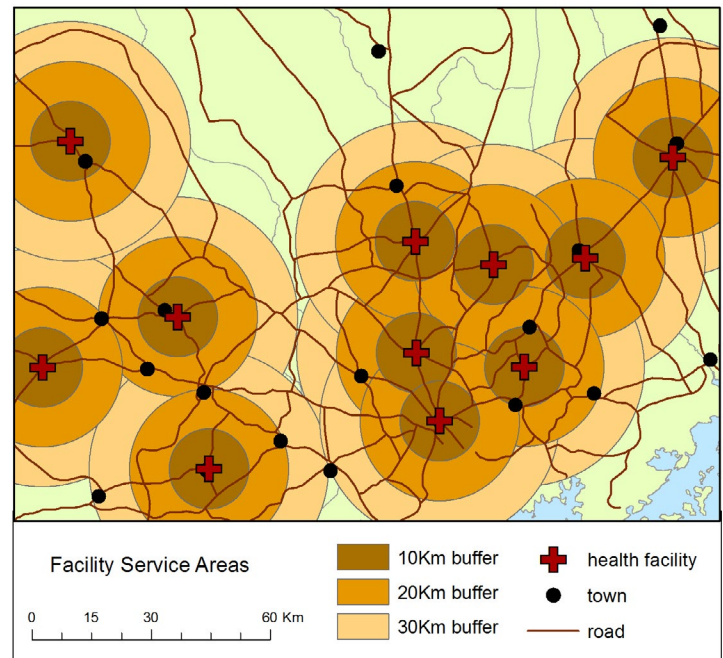 Facility Service Areas
0 15 30 60 Km
10Km buffer
20Km buffer
30Km buffer
health facility
town
road